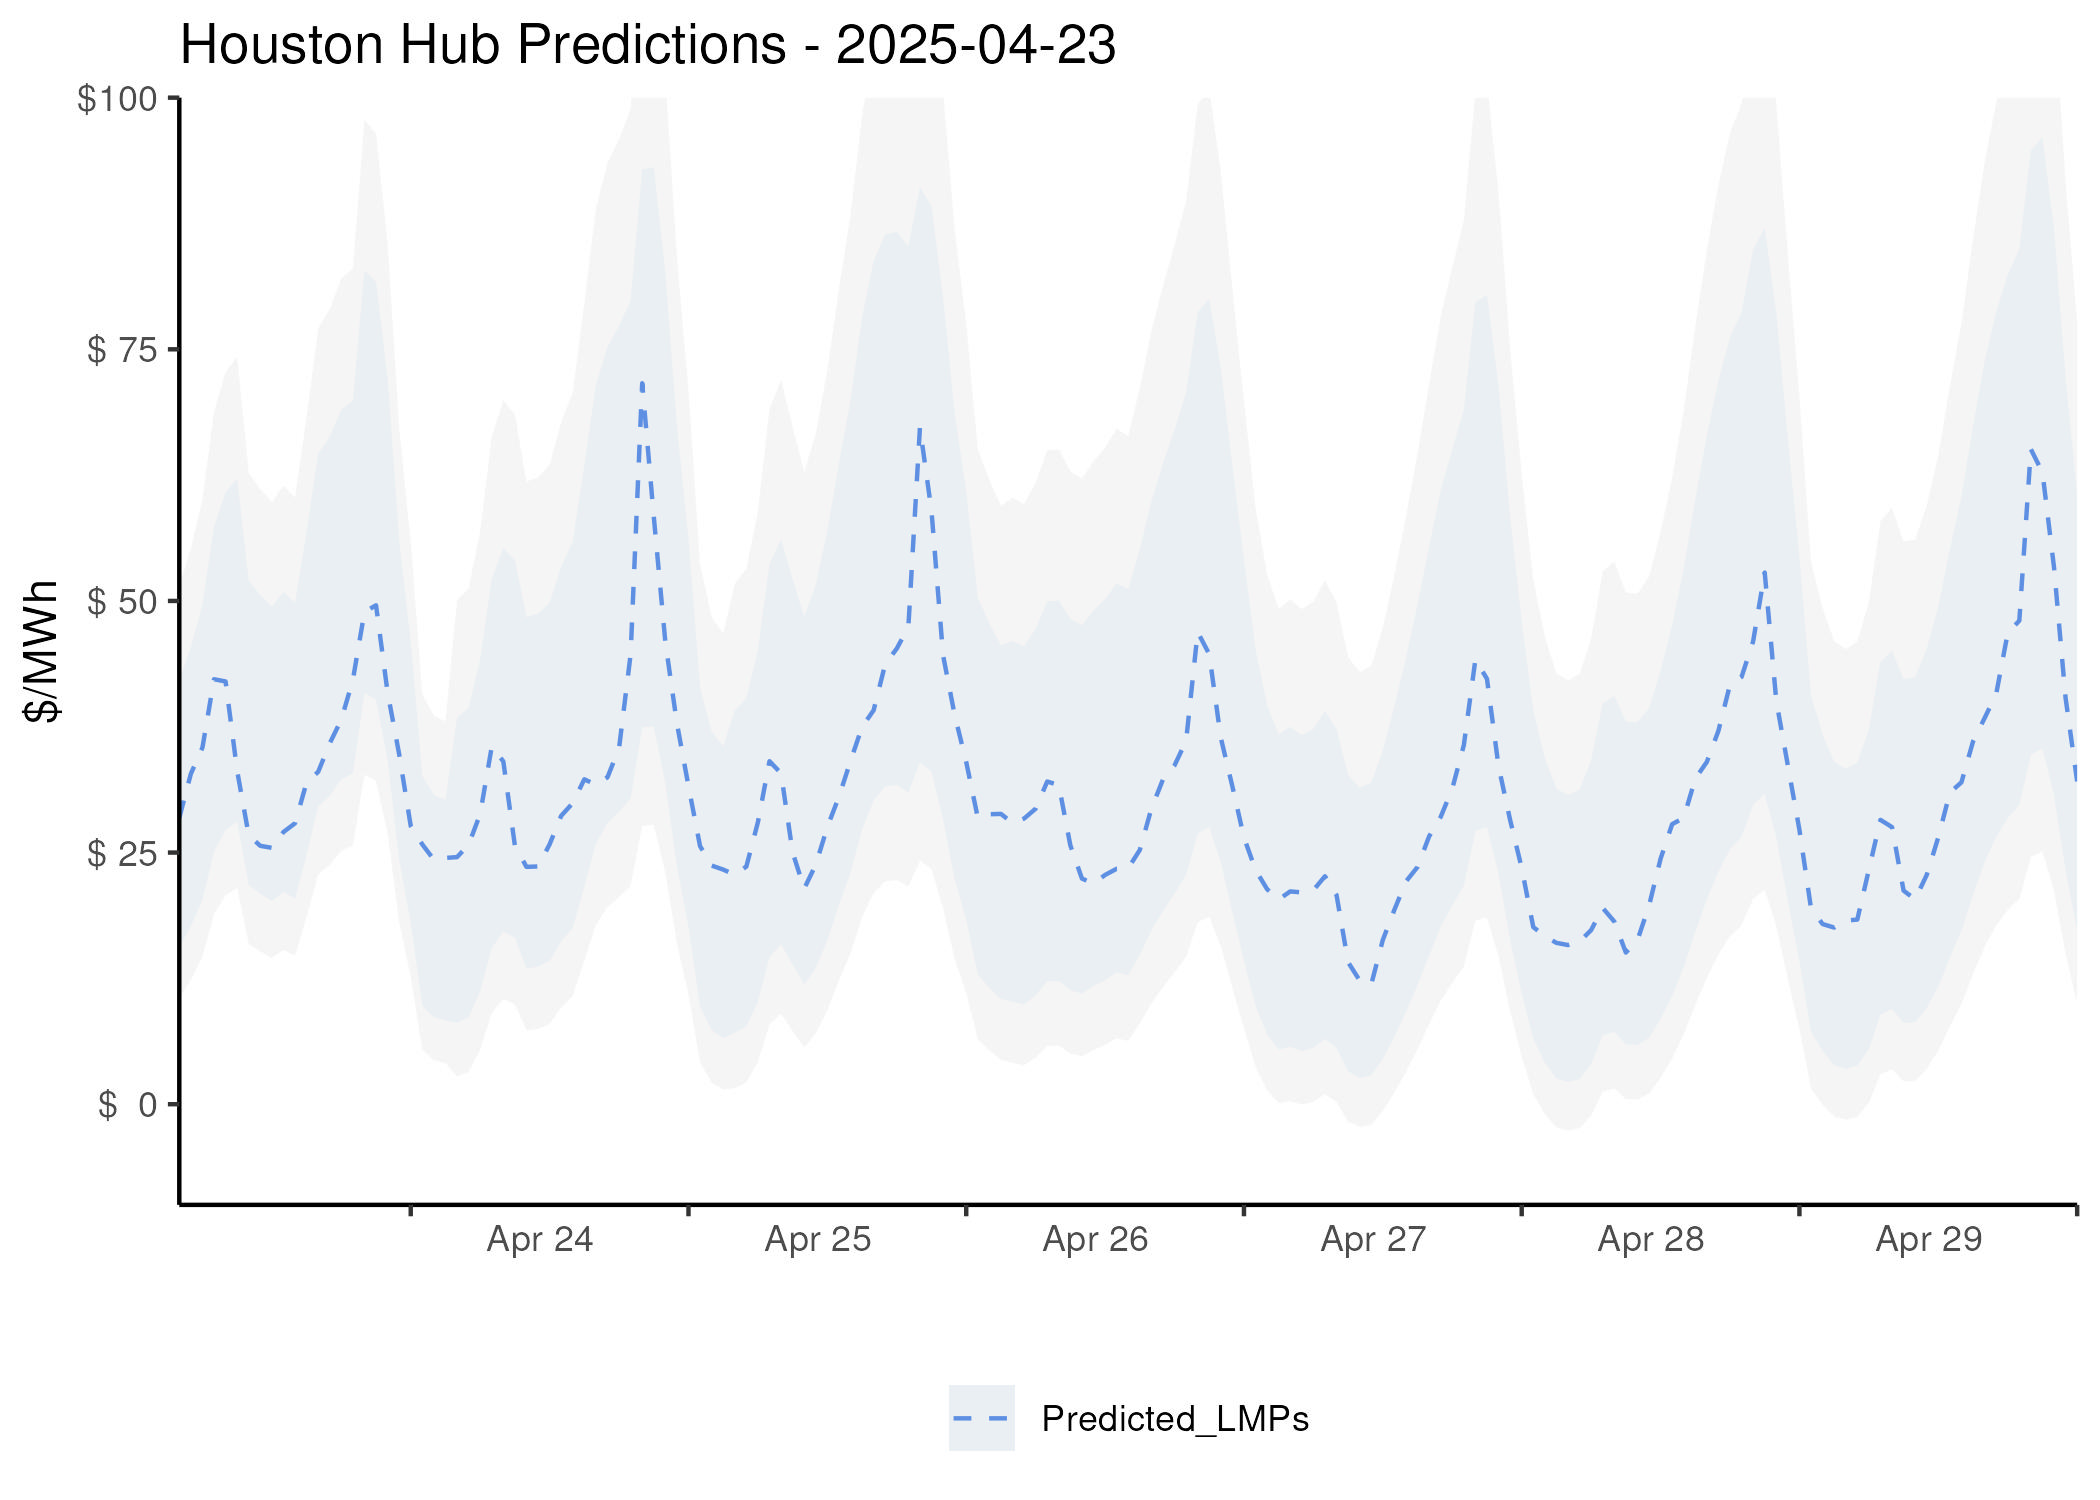 Houston Hub Predictions - 2025-04-23
$100
$ 75
$ 50
$ 25
$  0
$/MWh
Apr 24 Apr 25 Apr 26 Apr 27 Apr 28 Apr 29
Predicted_LMPs